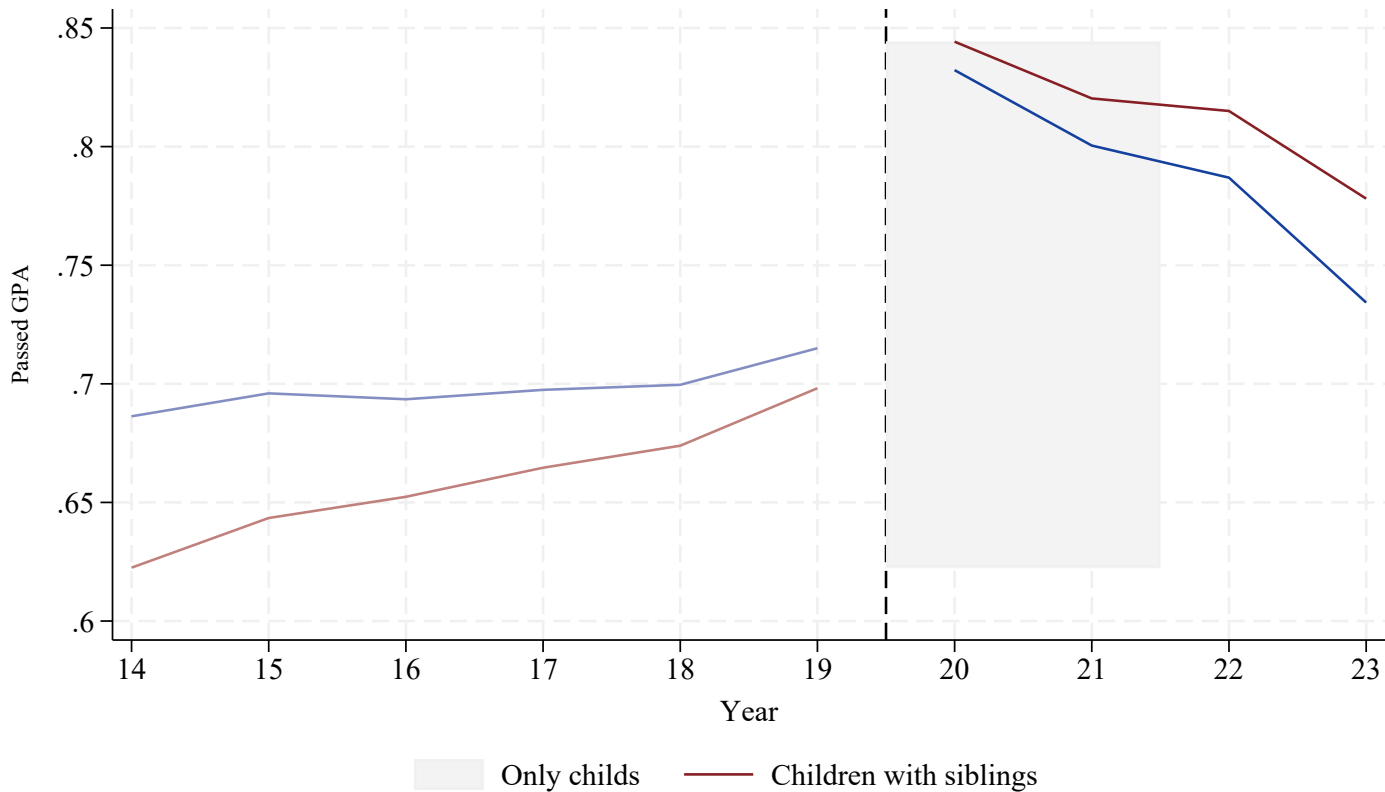 .85
.8
.75
.7
.65
.6
Passed GPA
14 15 16 17 18 19 20 21 22 23
Year
Only childs Children with siblings